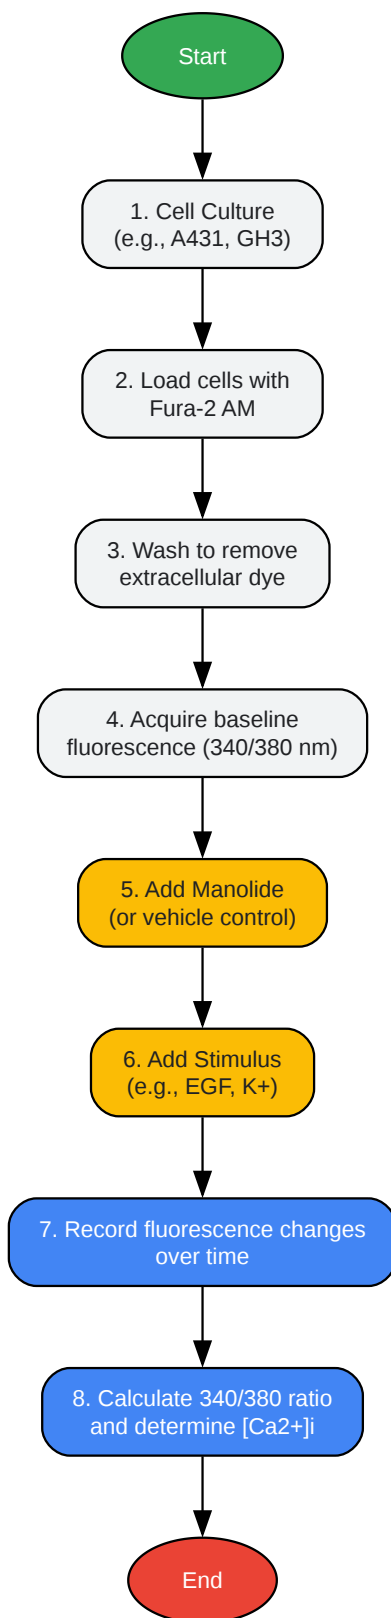 Start
1. Cell Culture
(e.g., A431, GH3)
2. Load cells with
Fura-2 AM
3. Wash to remove
extracellular dye
4. Acquire baseline
fluorescence (340/380 nm)
5. Add Manolide
(or vehicle control)
6. Add Stimulus
(e.g., EGF, K+)
7. Record fluorescence changes
over time
8. Calculate 340/380 ratio
and determine [Ca2+]i
End